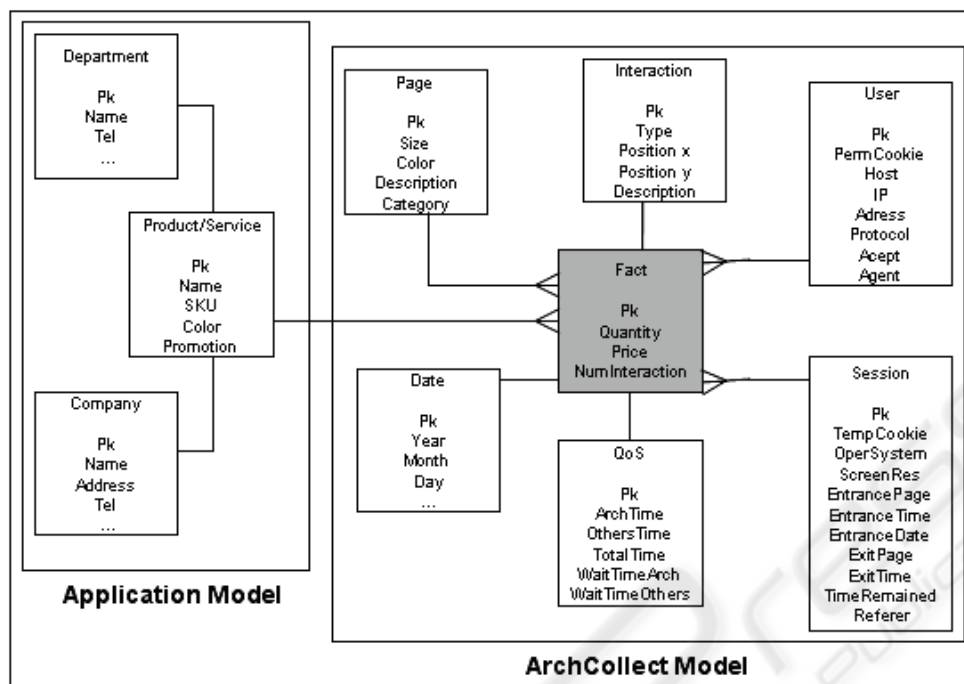 Department
Pk
Name
Tel
...
Product/Service
Pk
Name
SKU
Color
Promotion
Company
Pk
Name
Address
Tel
...
Application Model
Page
Pk
Size
Color
Description
Category
Interaction
Pk
Type
Position x
Position y
Description
User
Pk
PermCookie
Host
IP
Adress
Protocol
Acept
Agent
Fact
Pk
Quantity
Price
NumInteraction
Date
Pk
Year
Month
Day
...
QoS
Pk
ArchTime
OthersTime
TotalTime
WaitTimeArch
WaitTimeOthers
Session
Pk
TempCookie
OperSystem
ScreenRes
EntrancePage
EntranceTime
EntranceDate
ExitPage
ExitTime
TimeRemained
Referer
ArchCollect Model